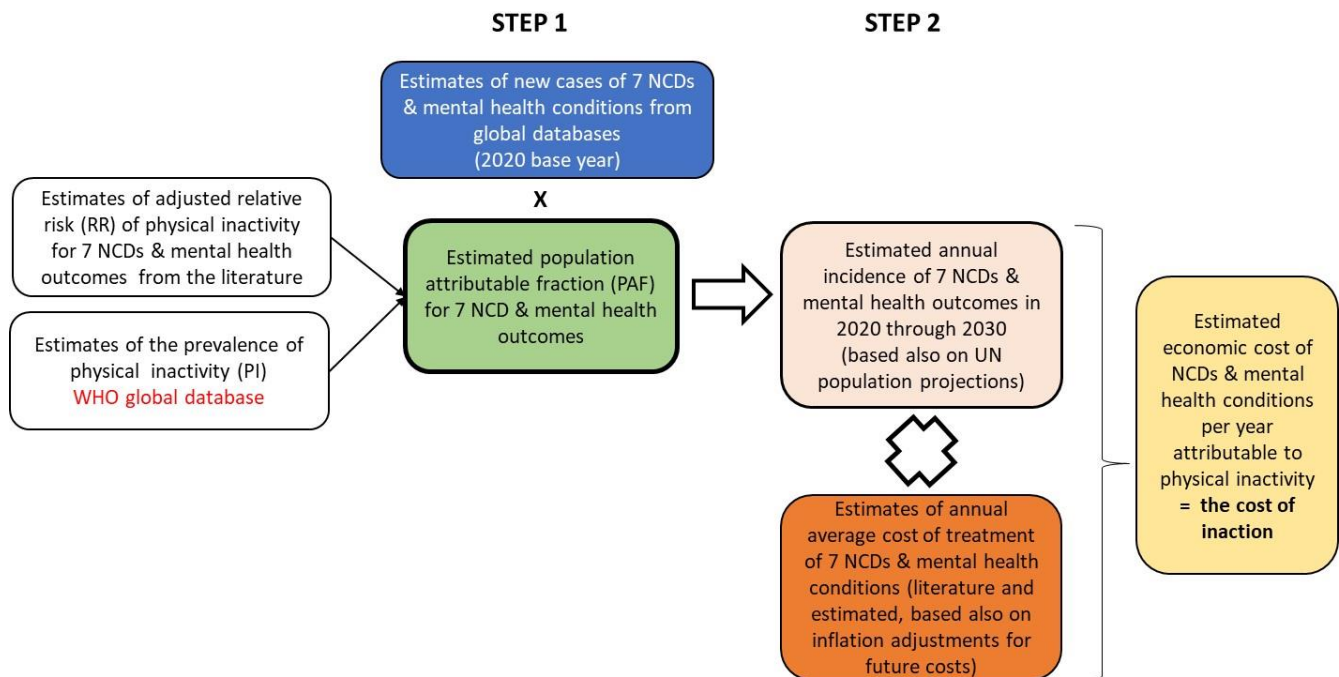 STEP 1
STEP 2
Estimates of new cases of 7 NCDs
& mental health conditions from
global databases
(2020 base year)
X
Estimates of adjusted relative
risk (RR) of physical inactivity
for 7 NCDs & mental health
outcomes from the literature
Estimates of the prevalence of
physical inactivity (PI)
WHO global database
Estimated population
attributable fraction (PAF)
for 7 NCD & mental health
outcomes
Estimated annual
incidence of 7 NCDs &
mental health outcomes in
2020 through 2030
(based also on UN
population projections)
Estimates of annual
average cost of treatment
of 7 NCDs & mental health
conditions (literature and
estimated, based also on
inflation adjustments for
future costs)
Estimated
economic cost of
NCDs & mental
health conditions
per year
attributable to
physical inactivity
= the cost of
inaction